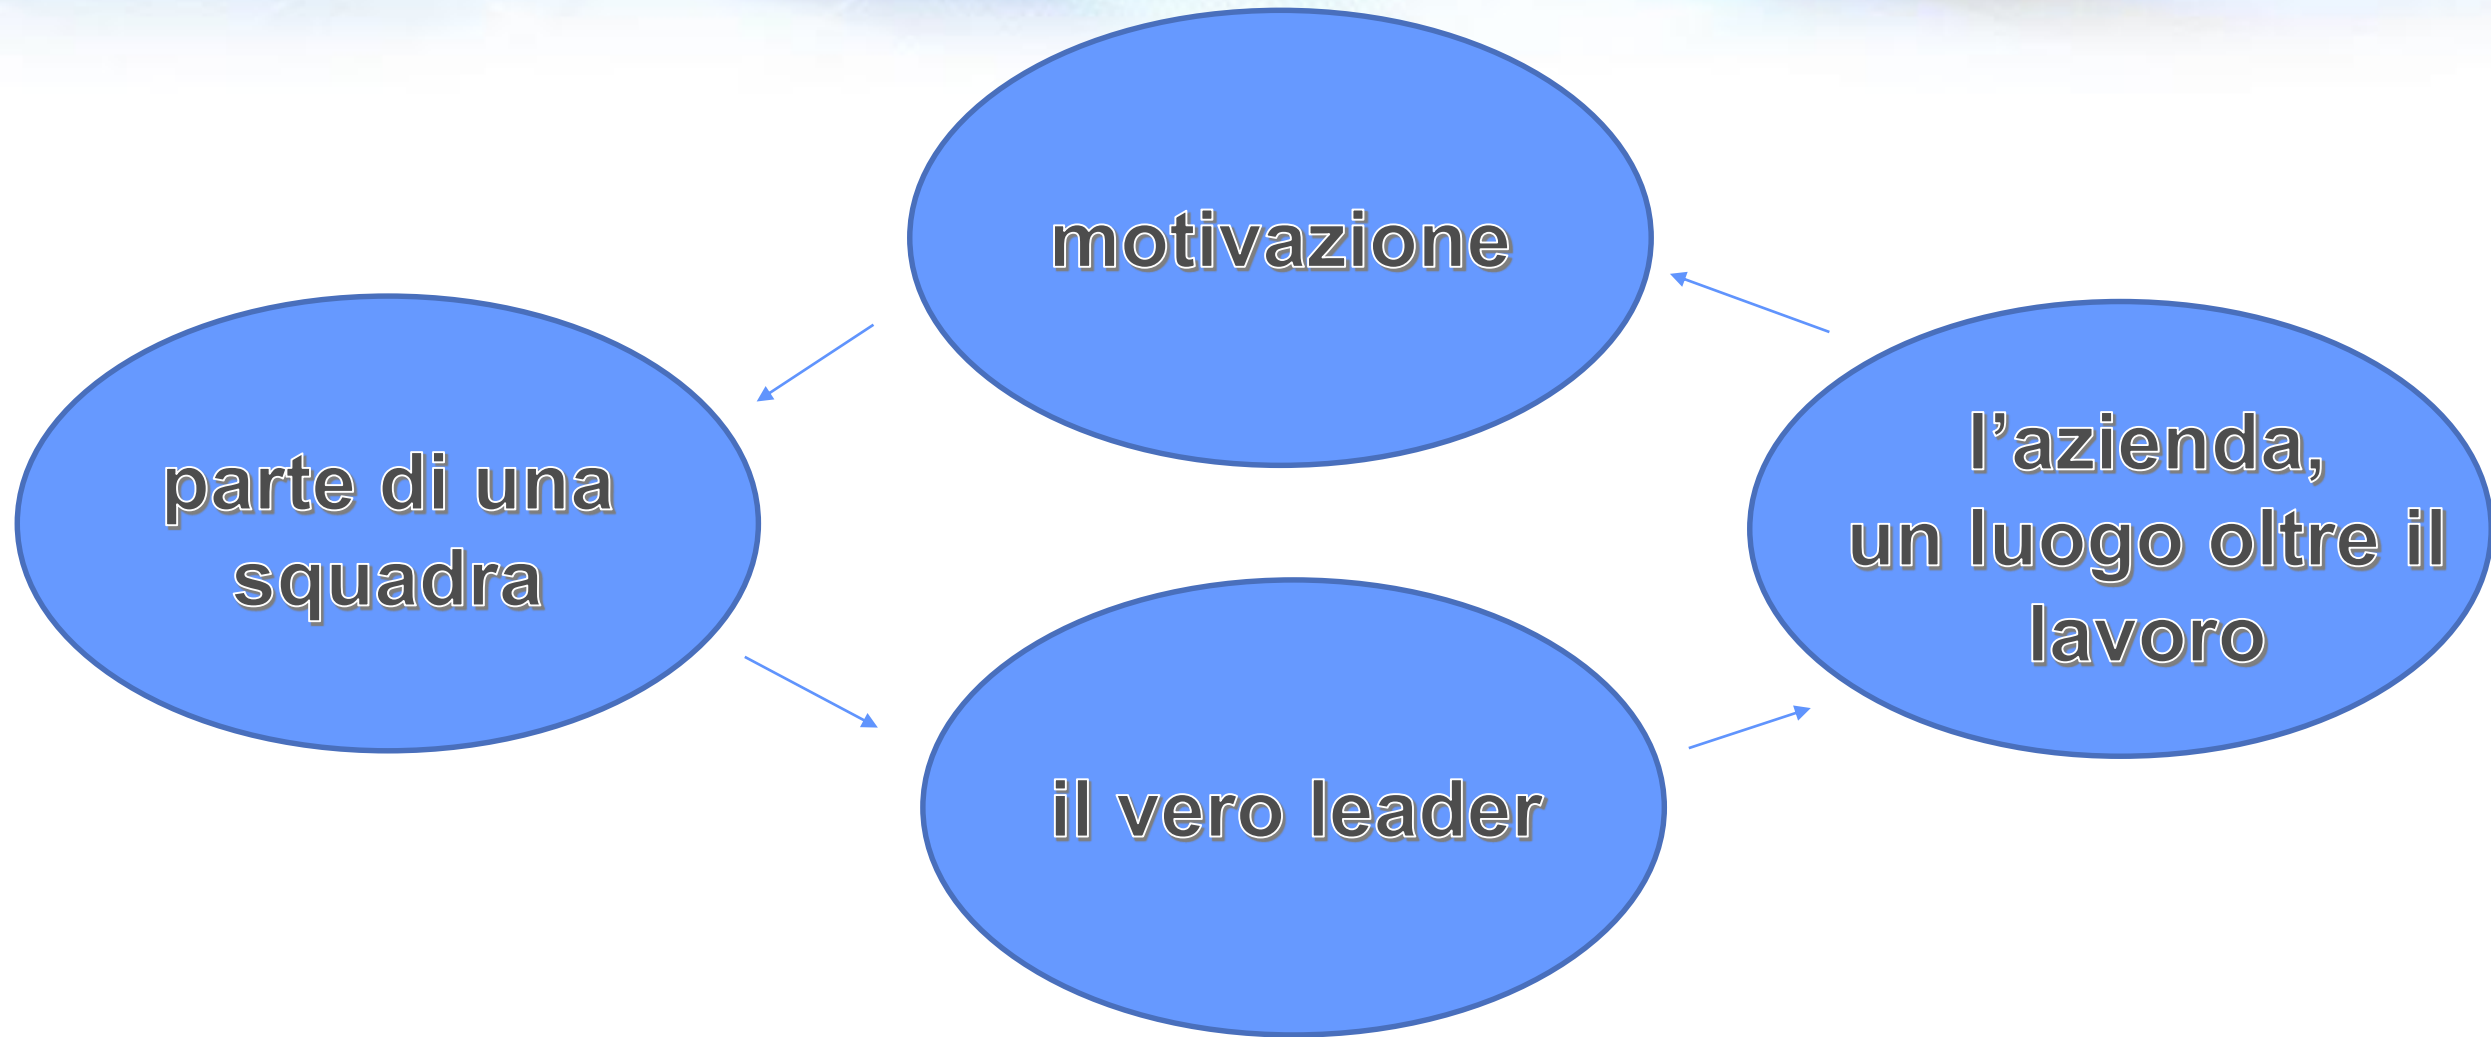 motivazione
parte di una
squadra
l’azienda,
un luogo oltre il
lavoro
il vero leader